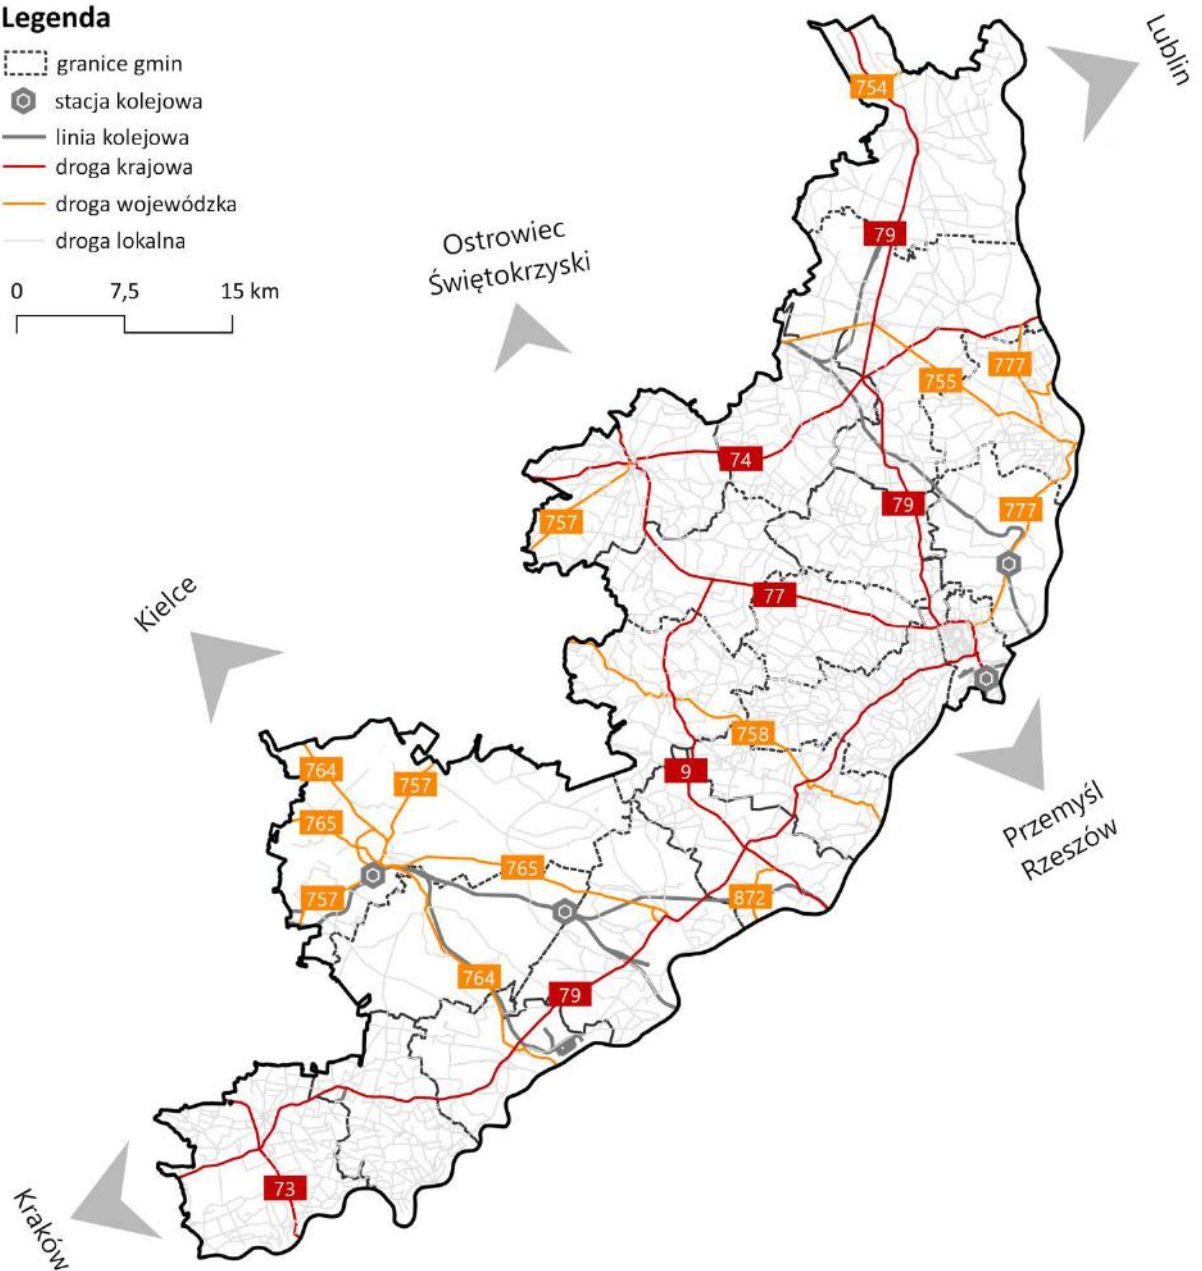 Legenda
granice gmin
stacja kolejowa
linia kolejowa
droga krajowa
droga wojewódzka
droga lokalna
0 7,5 15 km
Lublin
754
79
Ostrowiec
Świętokrzyski
777
755
74
79
777
757
77
Kielce
758
9
764
757
765
765
757
872
Przemyśl
Rzeszów
764
79
73
Kraków